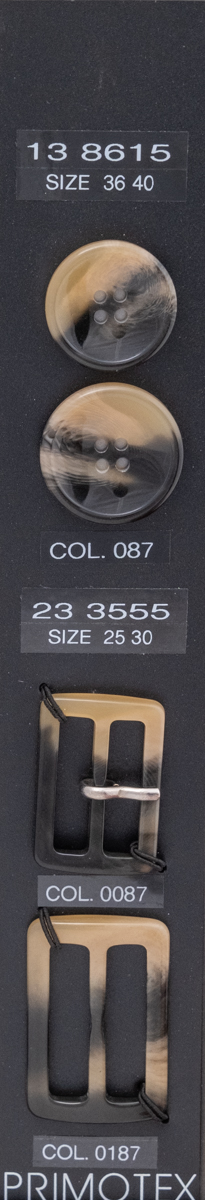 13 8615
SIZE 36 40
COL. 087
23 3555
SIZE 25 30
COL. 0087
COL. 0187
PRIMOTEX